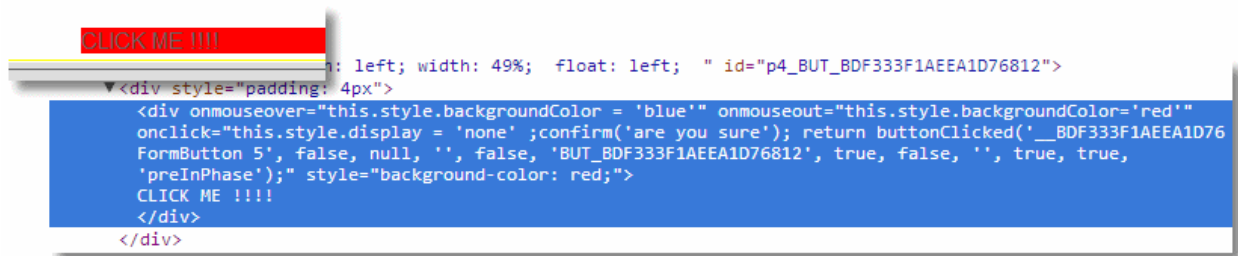 CLICK ME !!!!
: left; width: 49%;  float: left;  " id="p4_BUT_BDF333F1AEEA1D76812">
▼<div style="padding: 4px">
<div onmouseover="this.style.backgroundColor = 'blue'" onmouseout="this.style.backgroundColor='red'"
onclick="this.style.display = 'none' ;confirm('are you sure'); return buttonClicked('__BDF333F1AEEA1D76
FormButton 5', false, null, '', false, 'BUT_BDF333F1AEEA1D76812', true, false, '', true, true,
'preInPhase');" style="background-color: red;">
CLICK ME !!!!
</div>
</div>